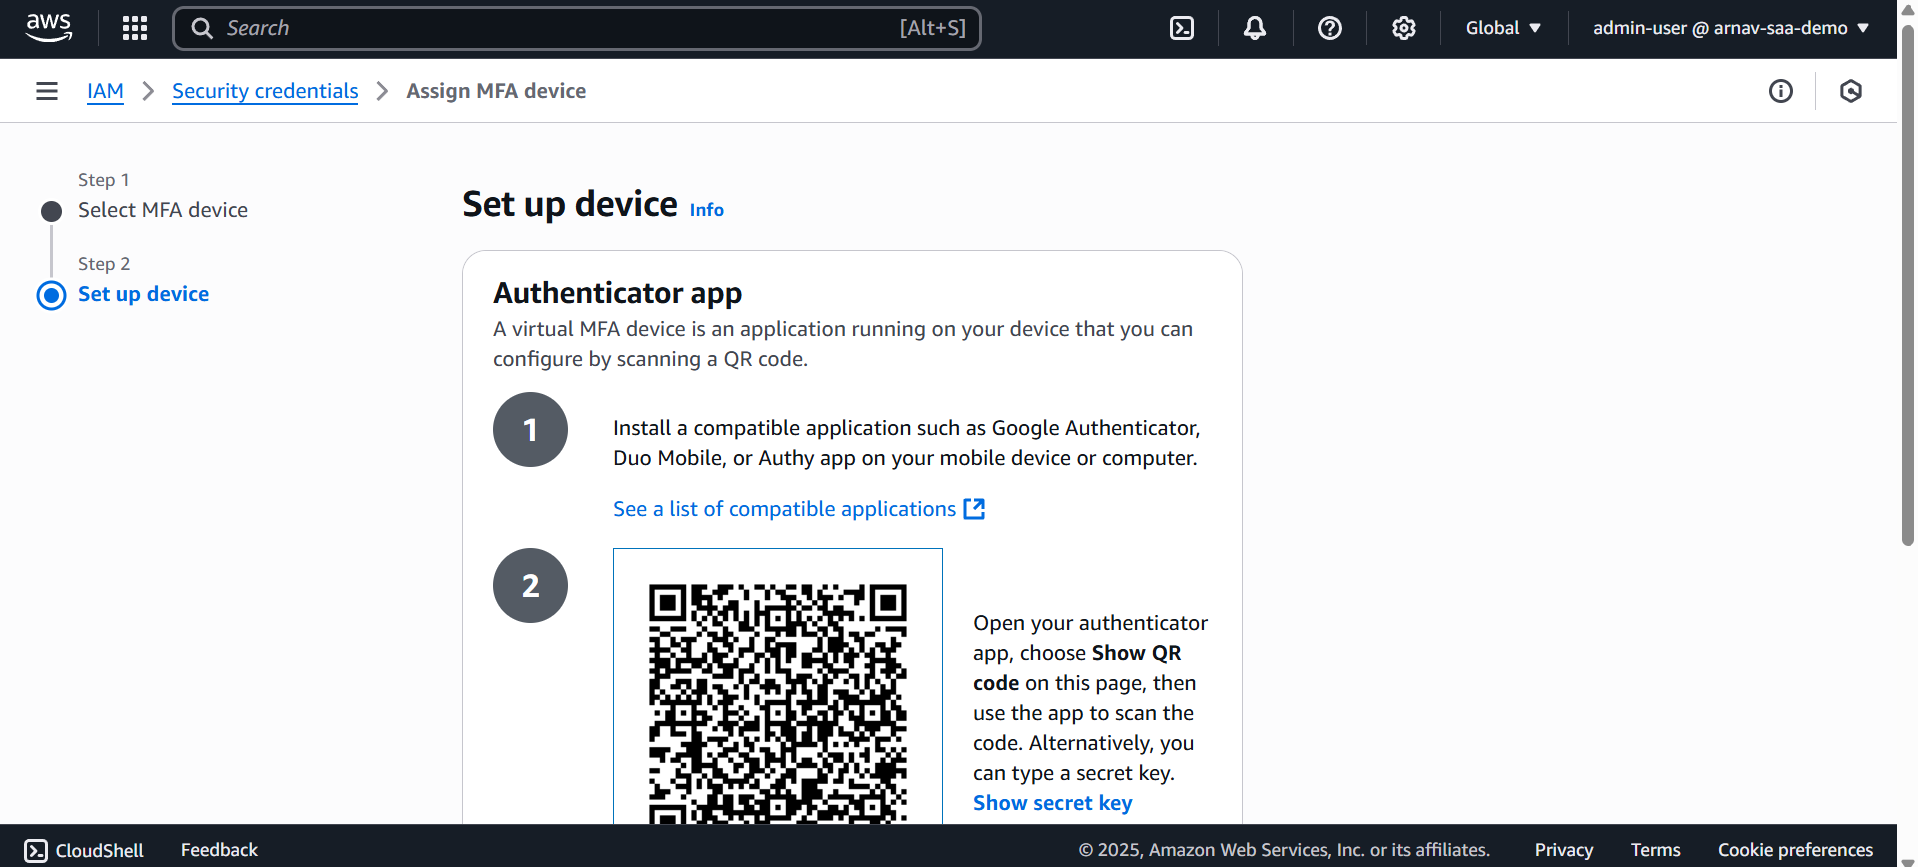 aws
Search [Alt+S]
Global
admin-user @ arnav-saa-demo
IAM
Security credentials
Assign MFA device
Step 1
Select MFA device
Step 2
Set up device
Set up device Info
Authenticator app
A virtual MFA device is an application running on your device that you can
configure by scanning a QR code.
1
Install a compatible application such as Google Authenticator,
Duo Mobile, or Authy app on your mobile device or computer.
See a list of compatible applications
2
Open your authenticator
app, choose Show QR
code on this page, then
use the app to scan the
code. Alternatively, you
can type a secret key.
Show secret key
CloudShell
Feedback
© 2025, Amazon Web Services, Inc. or its affiliates.
Privacy
Terms
Cookie preferences